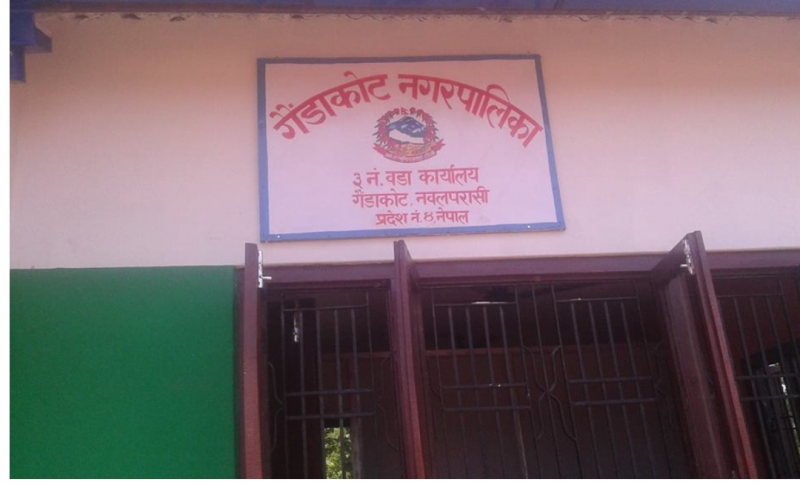 गैंडाकोट नगरपालिका
३ नं. वडा कार्यालय
गैंडाकोट, नवलपरासी
प्रदेश नं. ४, नेपाल